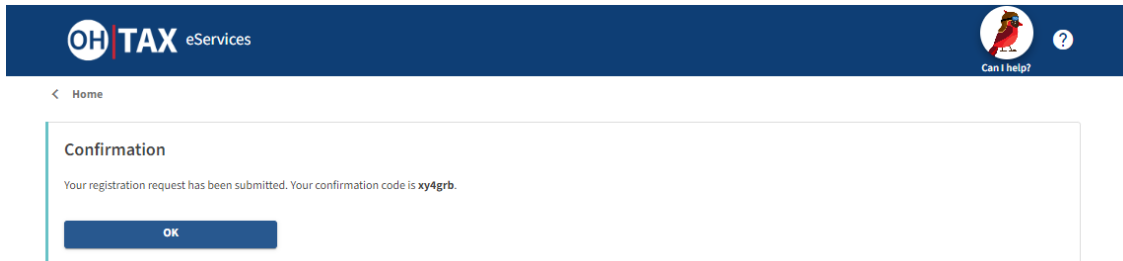 OH|TAX eServices
Can I help?
?
< Home
Confirmation
Your registration request has been submitted. Your confirmation code is xy4grb.
OK